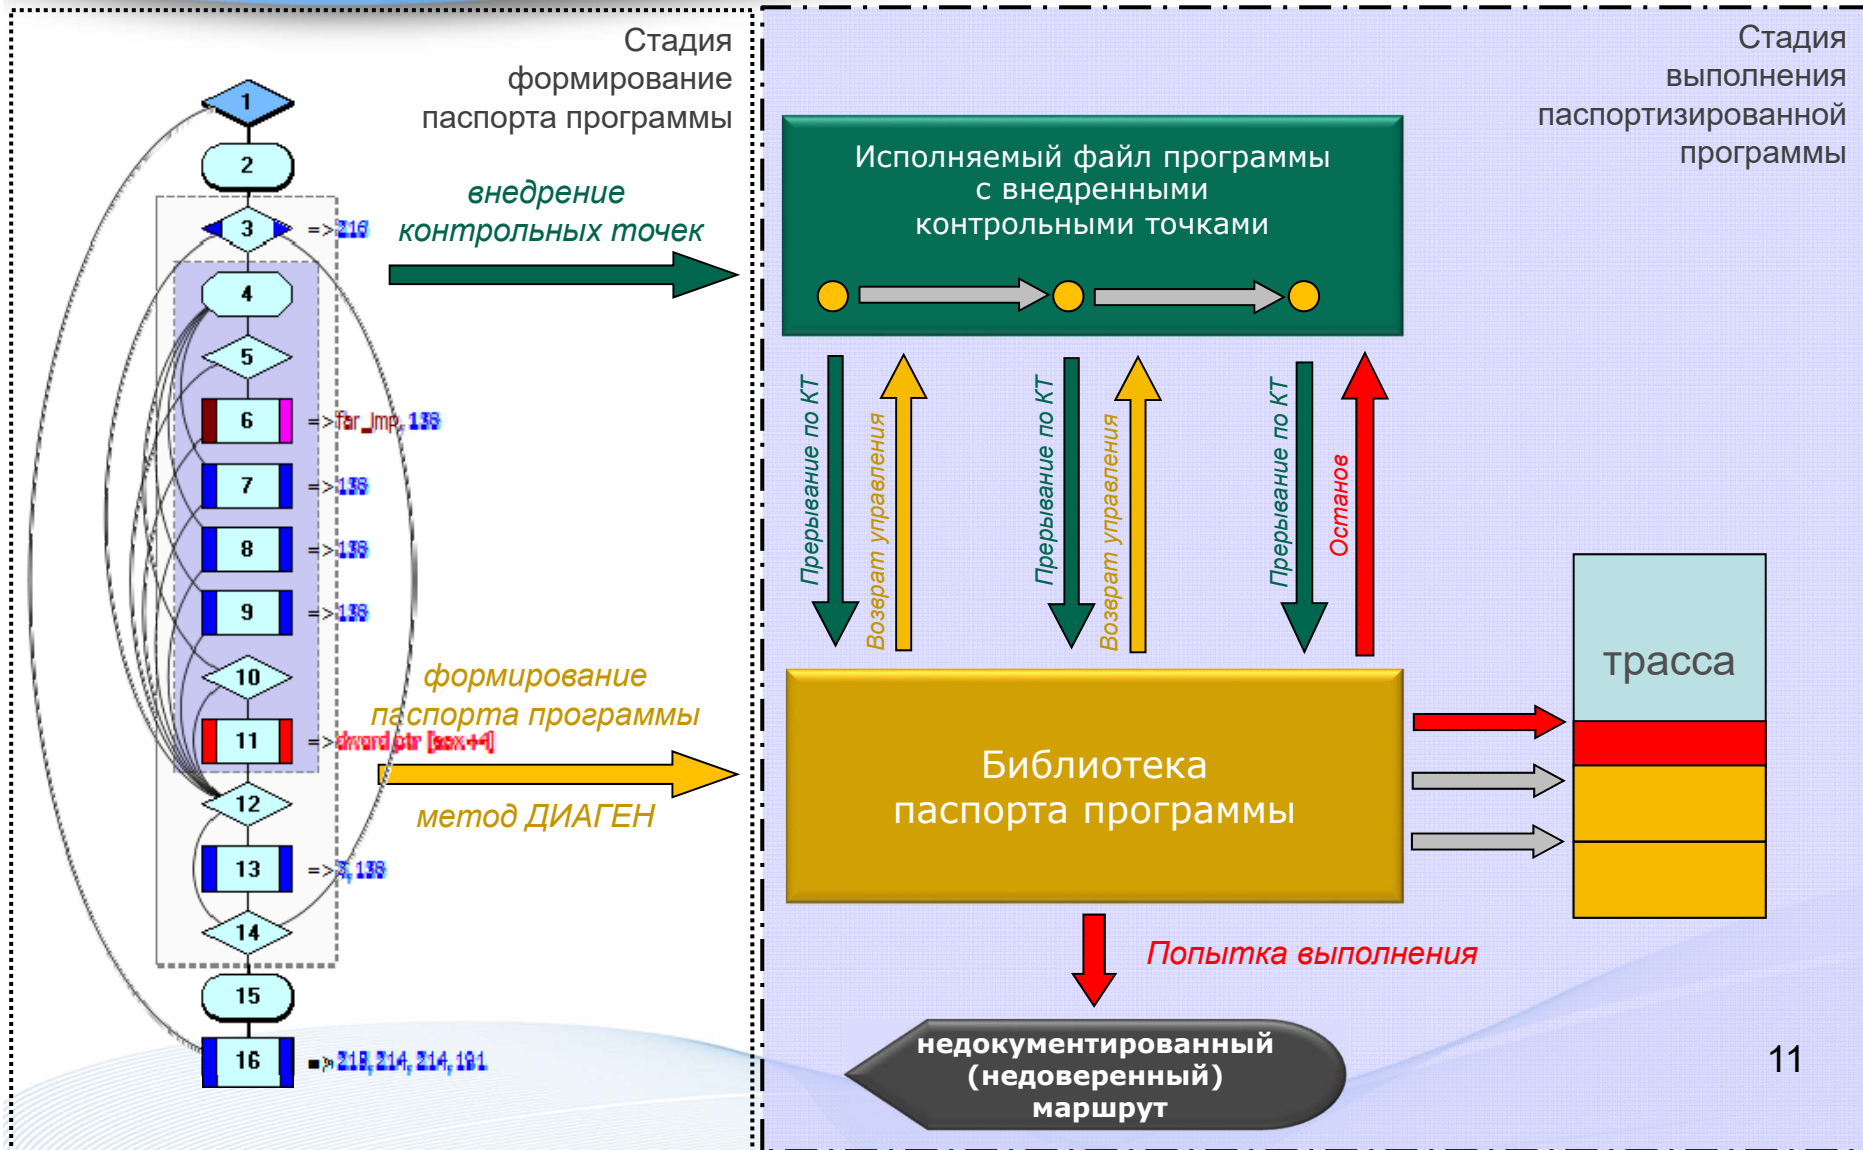 Стадия
формирование
паспорта программы
1
2
3
=>216
4
5
6
=>far_jmp, 138
7
=>138
8
=>138
9
=>138
10
11
=>dword ptr [eax+4]
12
13
=>3, 138
14
15
16
внедрение
контрольных точек
формирование
паспорта программы
метод ДИАГЕН
Стадия
выполнения
паспортизированной
программы
Исполняемый файл программы
с внедренными
контрольными точками
Прерывание по КТ
Возврат управления
Прерывание по КТ
Возврат управления
Прерывание по КТ
Останов
Библиотека
паспорта программы
трасса
Попытка выполнения
недокументированный
(недоверенный)
маршрут
11